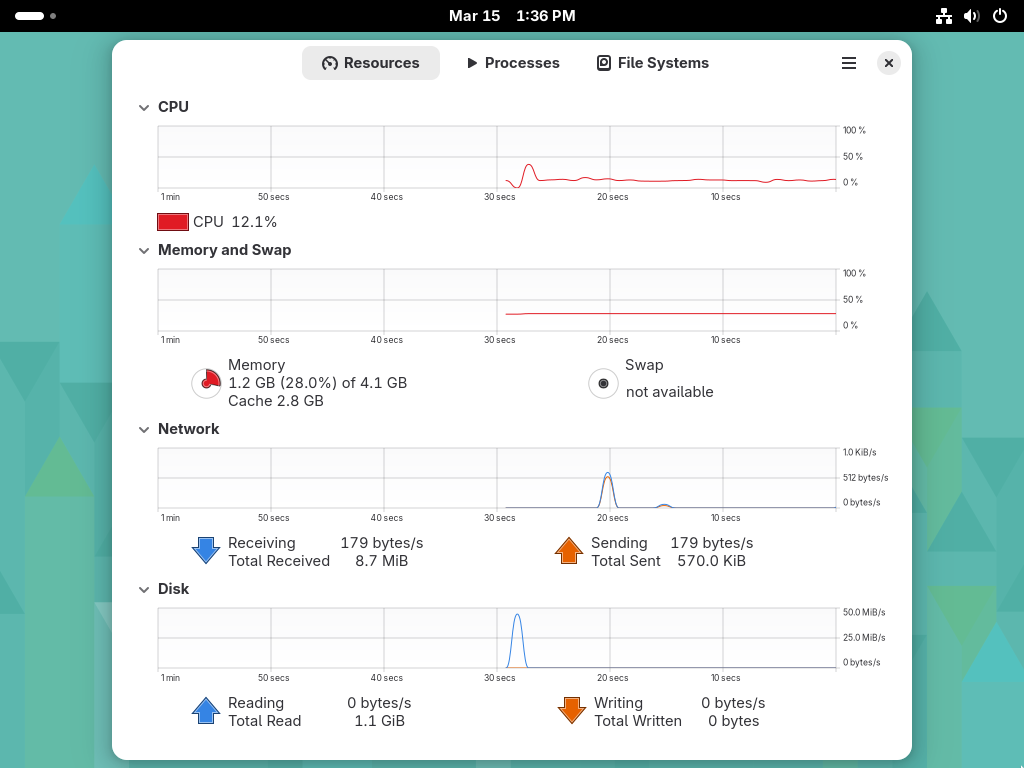 Mar 15 1:36 PM
Resources Processes File Systems
CPU
100 %
50 %
0 %
1 min 50 secs 40 secs 30 secs 20 secs 10 secs
CPU 12.1%
Memory and Swap
100 %
50 %
0 %
1 min 50 secs 40 secs 30 secs 20 secs 10 secs
Memory
1.2 GB (28.0%) of 4.1 GB
Cache 2.8 GB
Swap
not available
Network
1.0 KiB/s
512 bytes/s
0 bytes/s
1 min 50 secs 40 secs 30 secs 20 secs 10 secs
Receiving 179 bytes/s
Total Received 8.7 MiB
Sending 179 bytes/s
Total Sent 570.0 KiB
Disk
50.0 MiB/s
25.0 MiB/s
0 bytes/s
1 min 50 secs 40 secs 30 secs 20 secs 10 secs
Reading 0 bytes/s
Total Read 1.1 GiB
Writing 0 bytes/s
Total Written 0 bytes